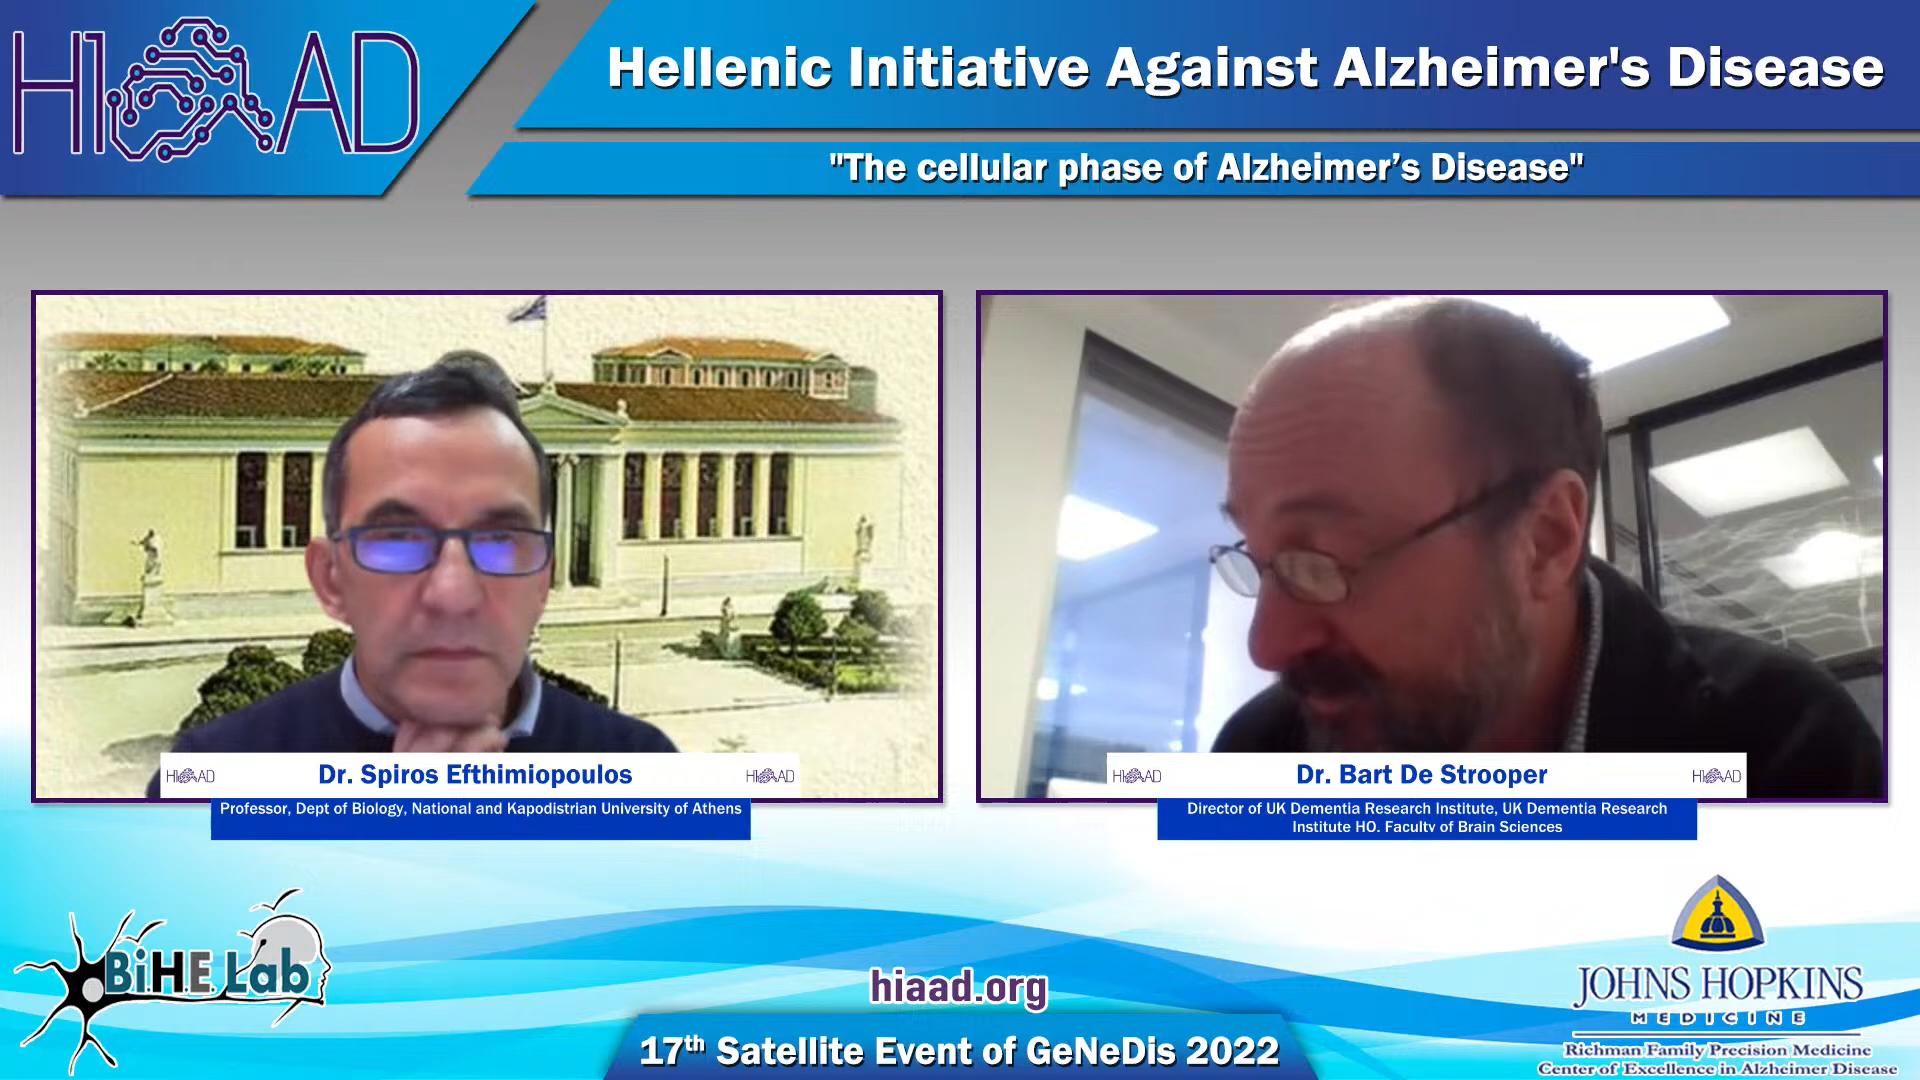 HIAAD
Hellenic Initiative Against Alzheimer's Disease
"The cellular phase of Alzheimer’s Disease"
HIAAD
Dr. Spiros Efthimiopoulos
HIAAD
Professor, Dept of Biology, National and Kapodistrian University of Athens
HIAAD
Dr. Bart De Strooper
HIAAD
Director of UK Dementia Research Institute, UK Dementia Research
Institute HQ, Faculty of Brain Sciences
BiHE Lab
hiaad.org
17th Satellite Event of GeNeDis 2022
JOHNS HOPKINS
MEDICINE
Richman Family Precision Medicine
Center of Excellence in Alzheimer Disease